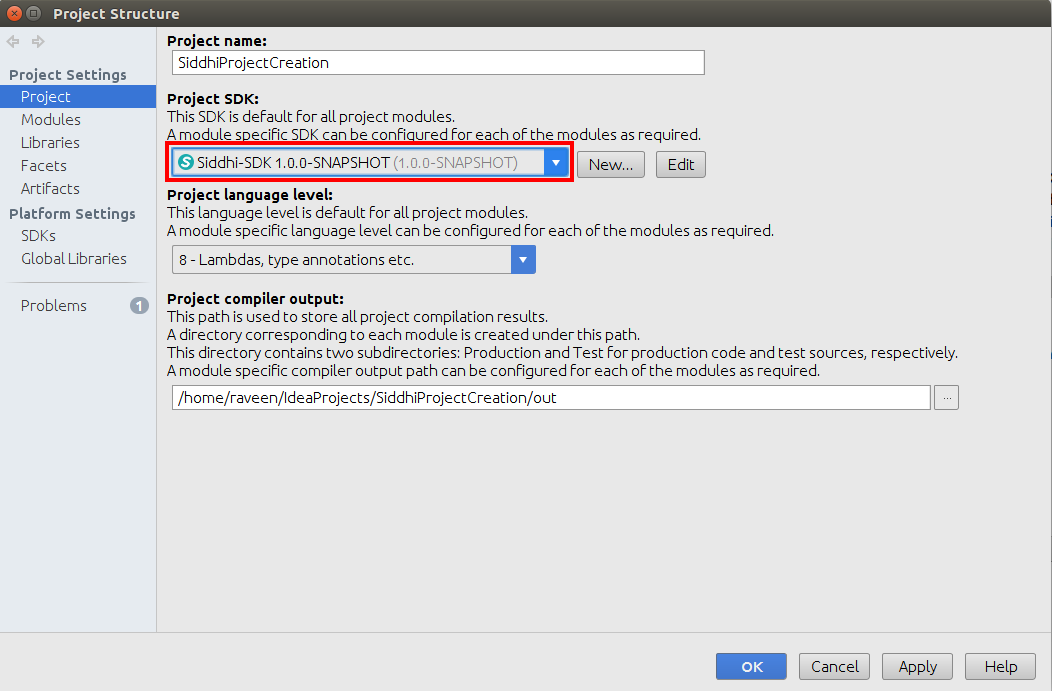 Project Structure
Project Settings
Project
Modules
Libraries
Facets
Artifacts
Platform Settings
SDKs
Global Libraries
Problems 1
Project name:
SiddhiProjectCreation
Project SDK:
This SDK is default for all project modules.
A module specific SDK can be configured for each of the modules as required.
S Siddhi-SDK 1.0.0-SNAPSHOT (1.0.0-SNAPSHOT) New... Edit
Project language level:
This language level is default for all project modules.
A module specific language level can be configured for each of the modules as required.
8 - Lambdas, type annotations etc.
Project compiler output:
This path is used to store all project compilation results.
A directory corresponding to each module is created under this path.
This directory contains two subdirectories: Production and Test for production code and test sources, respectively.
A module specific compiler output path can be configured for each of the modules as required.
/home/raveen/IdeaProjects/SiddhiProjectCreation/out ...
OK Cancel Apply Help